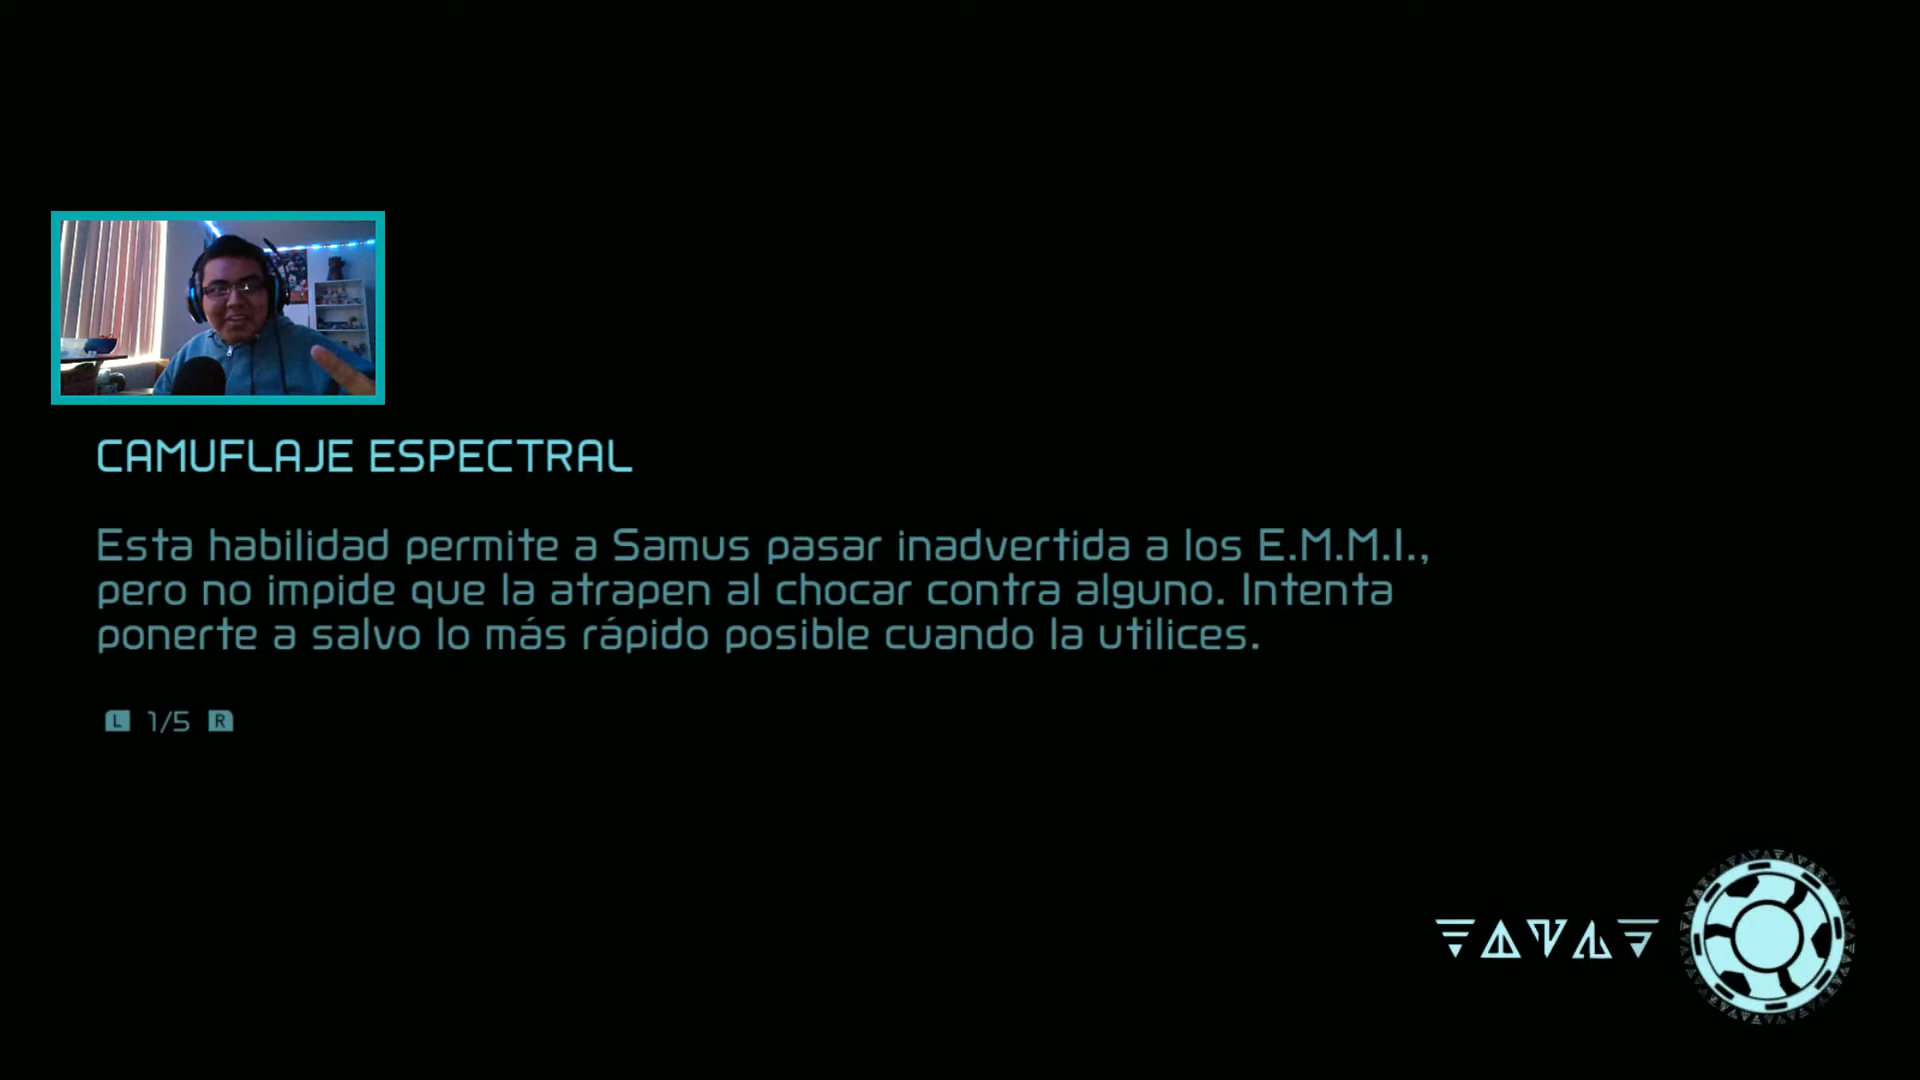 CAMUFLAJE ESPECTRAL
Esta habilidad permite a Samus pasar inadvertida a los E.M.M.I.,
pero no impide que la atrapen al chocar contra alguno. Intenta
ponerte a salvo lo más rápido posible cuando la utilices.
L 1/5 R